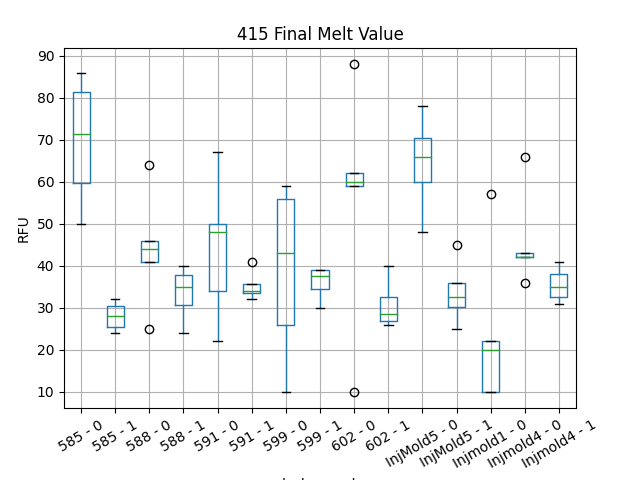 415 Final Melt Value
RFU
90
80
70
60
50
40
30
20
10
585 - 0
585 - 1
588 - 0
588 - 1
591 - 0
591 - 1
599 - 0
599 - 1
602 - 0
602 - 1
InjMold5 - 0
InjMold5 - 1
Injmold1 - 0
Injmold4 - 0
Injmold4 - 1